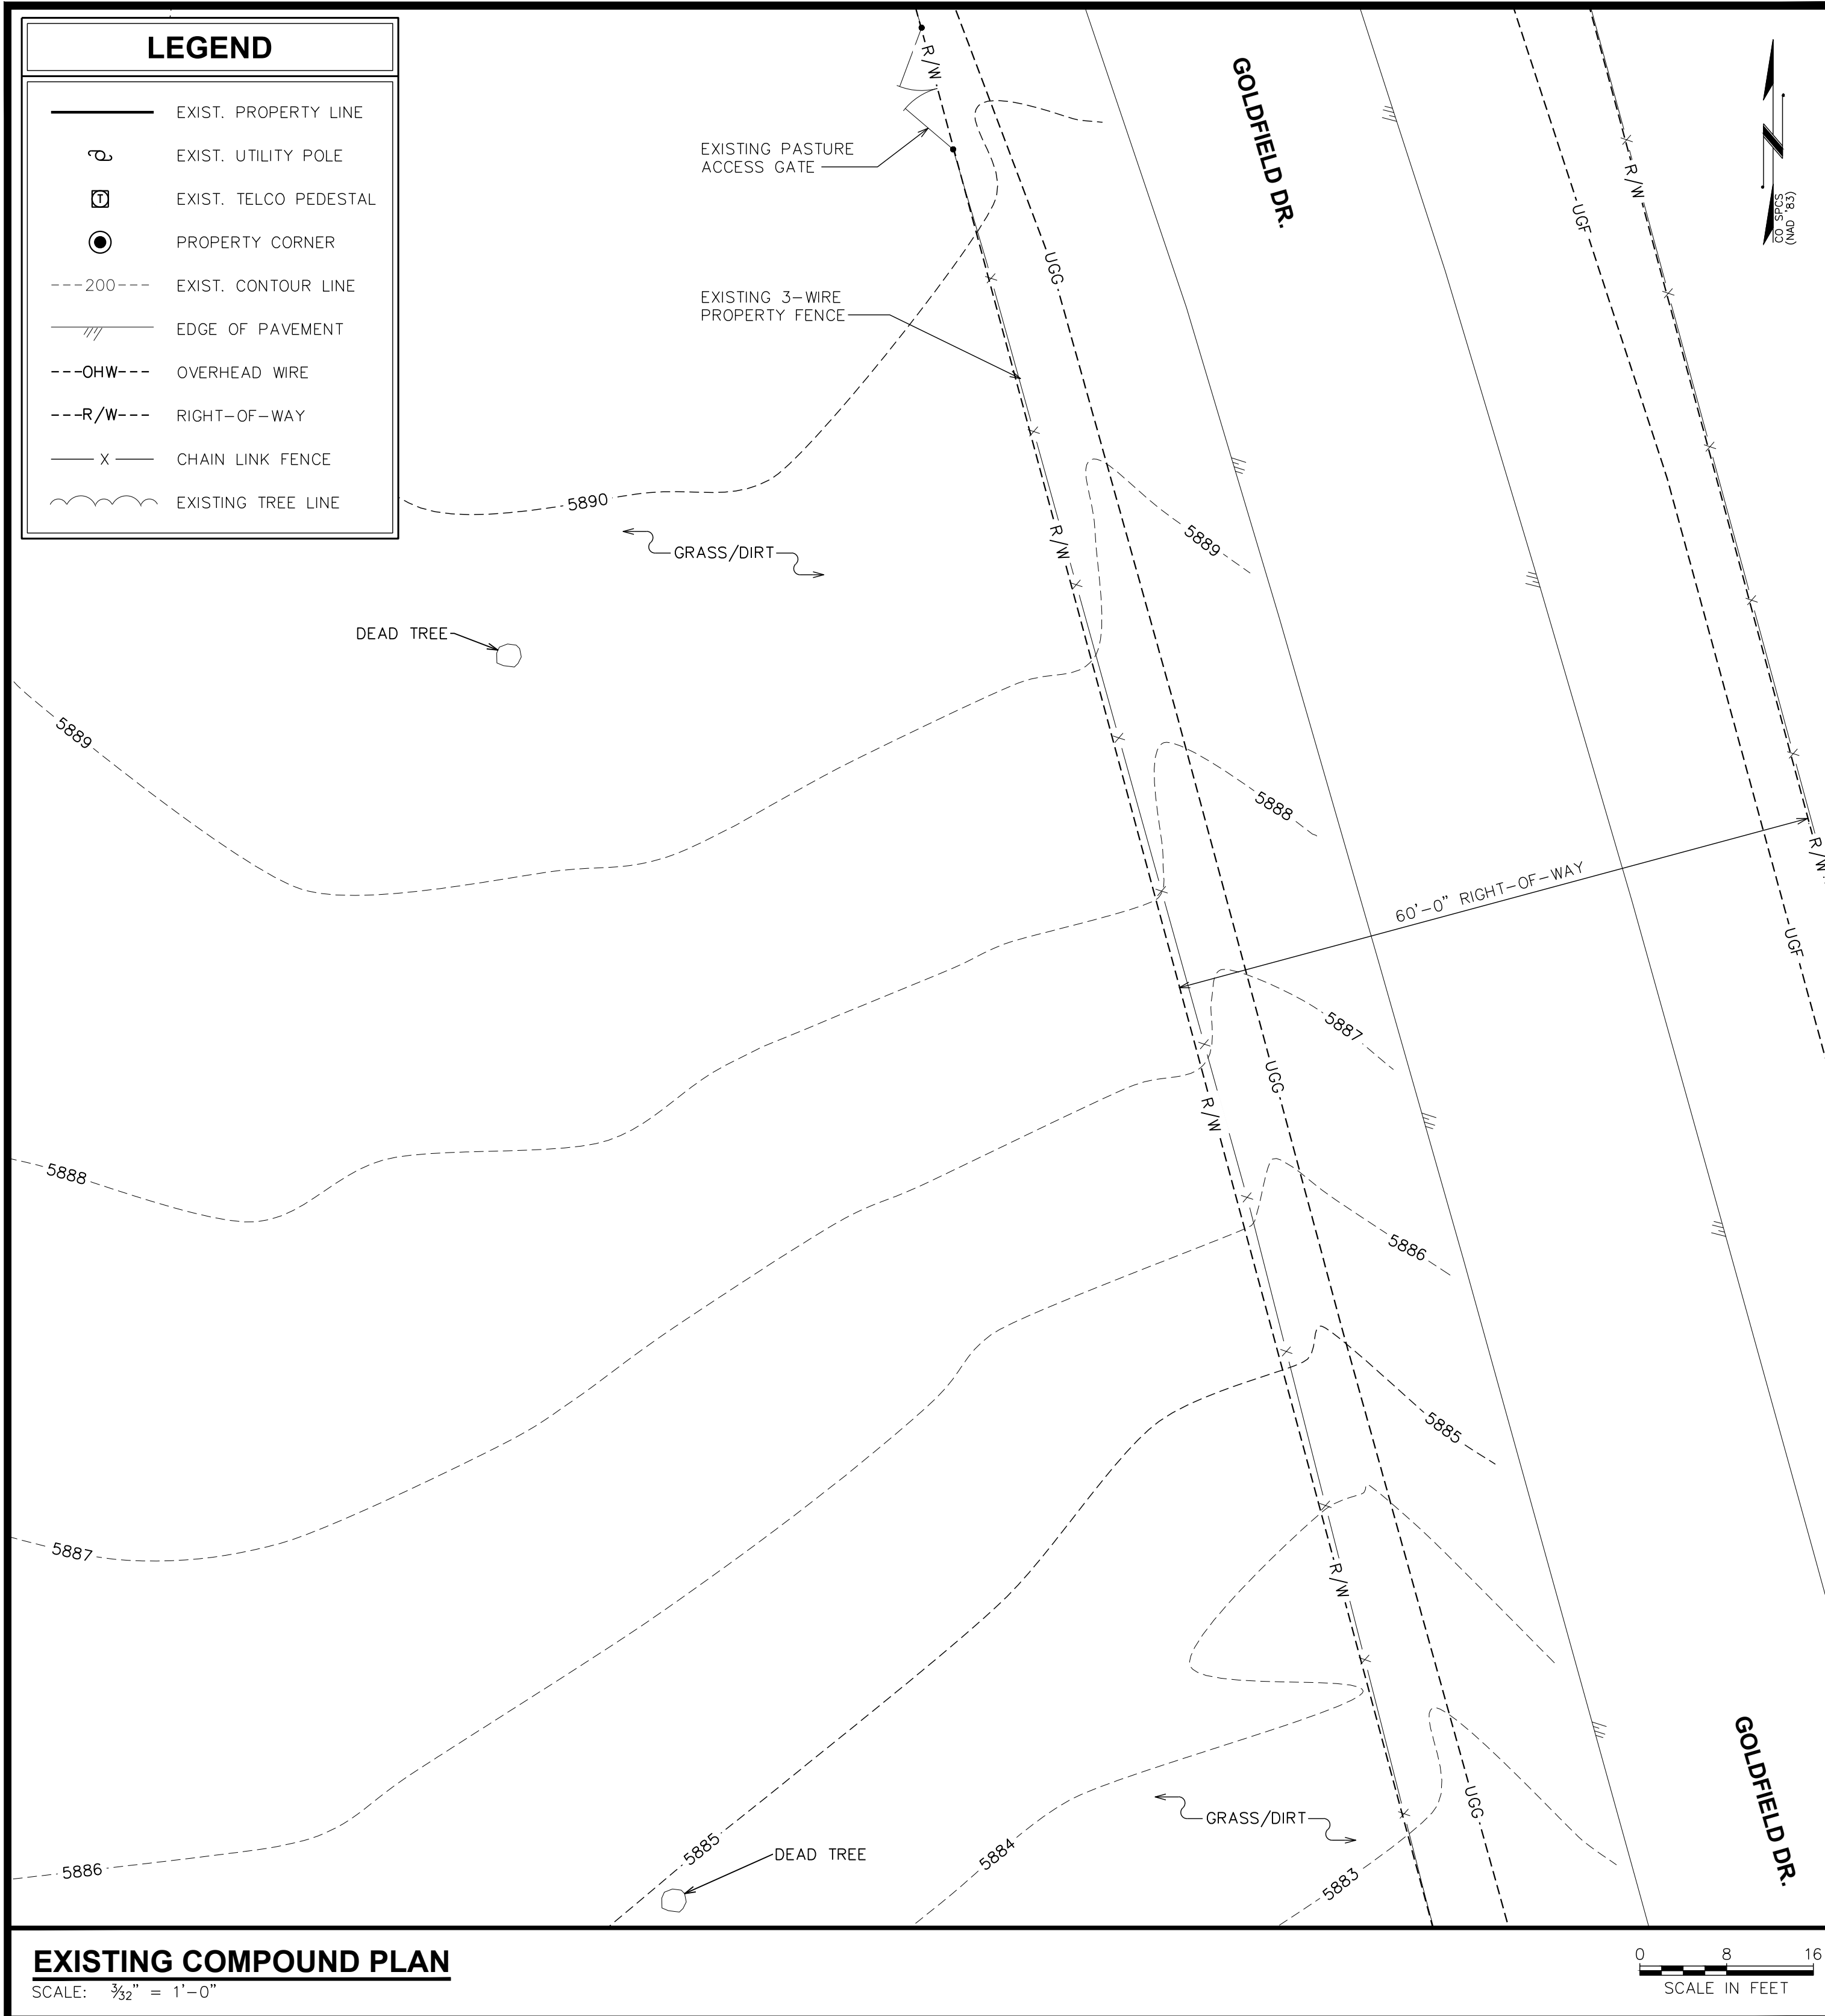 LEGEND
EXIST. PROPERTY LINE
EXIST. UTILITY POLE
T
EXIST. TELCO PEDESTAL
PROPERTY CORNER
200
EXIST. CONTOUR LINE
EDGE OF PAVEMENT
OHW
OVERHEAD WIRE
R/W
RIGHT-OF-WAY
X
CHAIN LINK FENCE
EXISTING TREE LINE
R/W
EXISTING PASTURE
ACCESS GATE
GOLDFIELD DR.
UGF
R/W
N
CO SPCS
(NAD '83)
UGG
EXISTING 3-WIRE
PROPERTY FENCE
5890
GRASS/DIRT
R/W
5889
DEAD TREE
5889
5888
60'-0" RIGHT-OF-WAY
R/W
UGF
5887
UGG
R/W
5888
5886
5885
5887
R/W
GOLDFIELD DR.
UGG
GRASS/DIRT
5885
DEAD TREE
5884
5883
5886
EXISTING COMPOUND PLAN
SCALE: 3/32" = 1'-0"
0 8 16
SCALE IN FEET